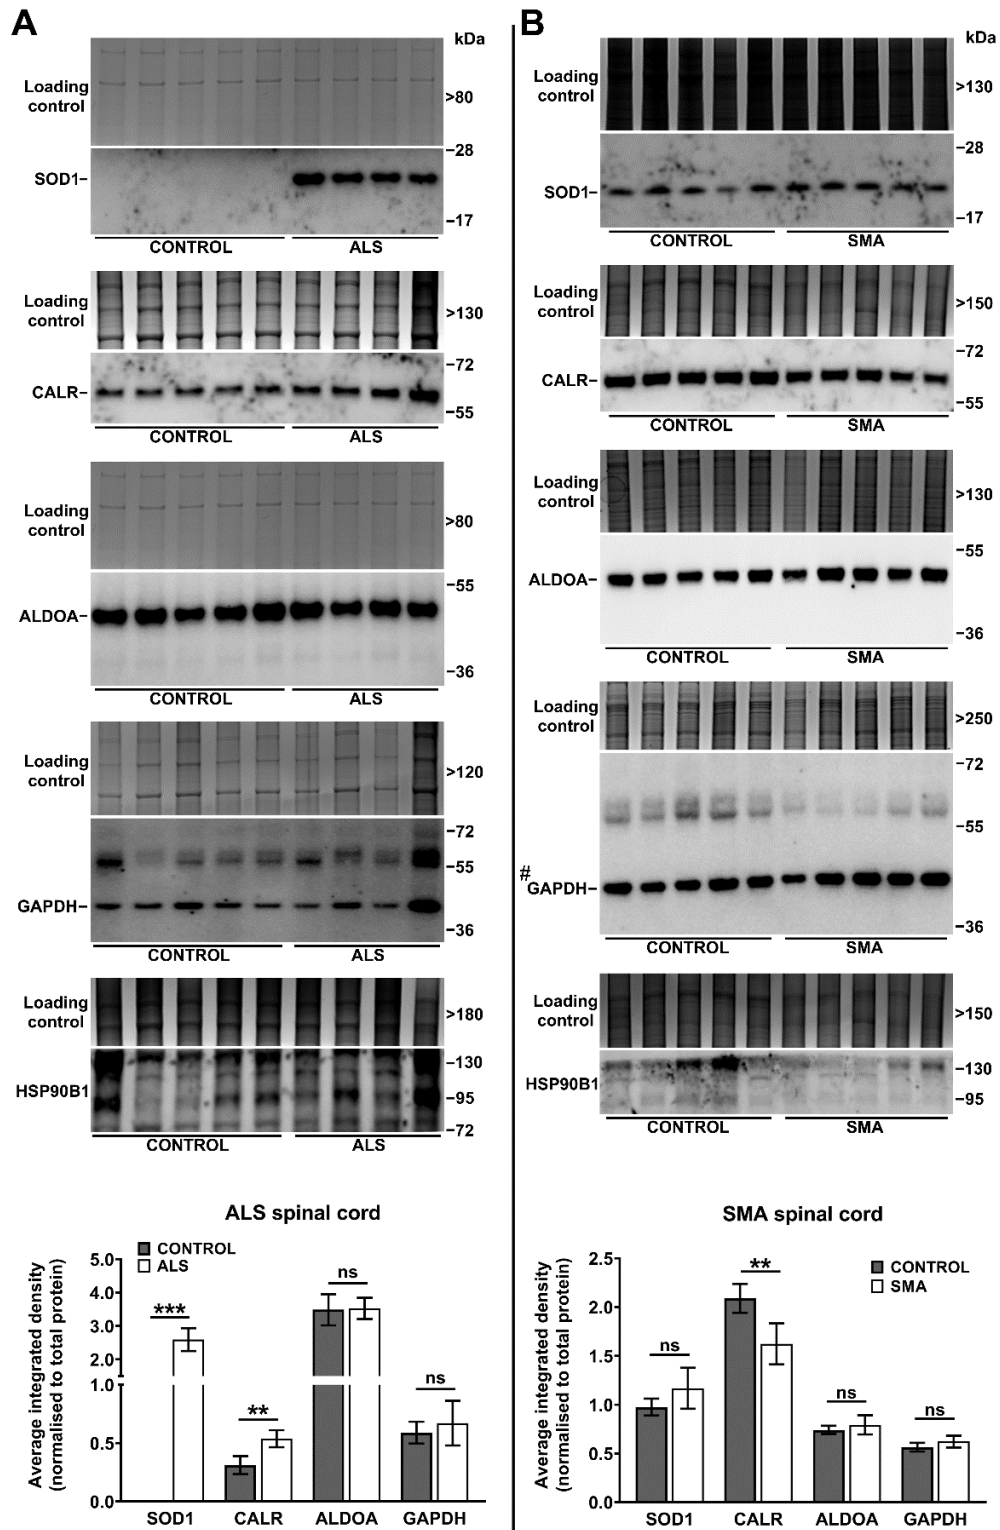 A
kDa
Loading
control
>80
–28
SOD1–
–17
CONTROL
ALS
Loading
control
>130
–72
CALR–
–55
CONTROL
ALS
Loading
control
>80
–55
ALDOA–
–36
CONTROL
ALS
Loading
control
>120
–72
–55
GAPDH–
–36
CONTROL
ALS
Loading
control
>180
–130
HSP90B1
–95
–72
CONTROL
ALS
ALS spinal cord
CONTROL
ALS
Average integrated density
(normalised to total protein)
5.0
4.0
3.0
2.0
1.0
0.5
0.0
***
**
ns
ns
SOD1
CALR
ALDOA
GAPDH
B
kDa
Loading
control
>130
–28
SOD1–
–17
CONTROL
SMA
Loading
control
>150
–72
CALR–
–55
CONTROL
SMA
Loading
control
>130
–55
ALDOA–
–36
CONTROL
SMA
Loading
control
>250
–72
–55
#
GAPDH–
–36
CONTROL
SMA
Loading
control
>150
–130
HSP90B1
–95
CONTROL
SMA
SMA spinal cord
CONTROL
SMA
Average integrated density
(normalised to total protein)
2.5
2.0
1.5
1.0
0.5
0.0
ns
**
ns
ns
SOD1
CALR
ALDOA
GAPDH